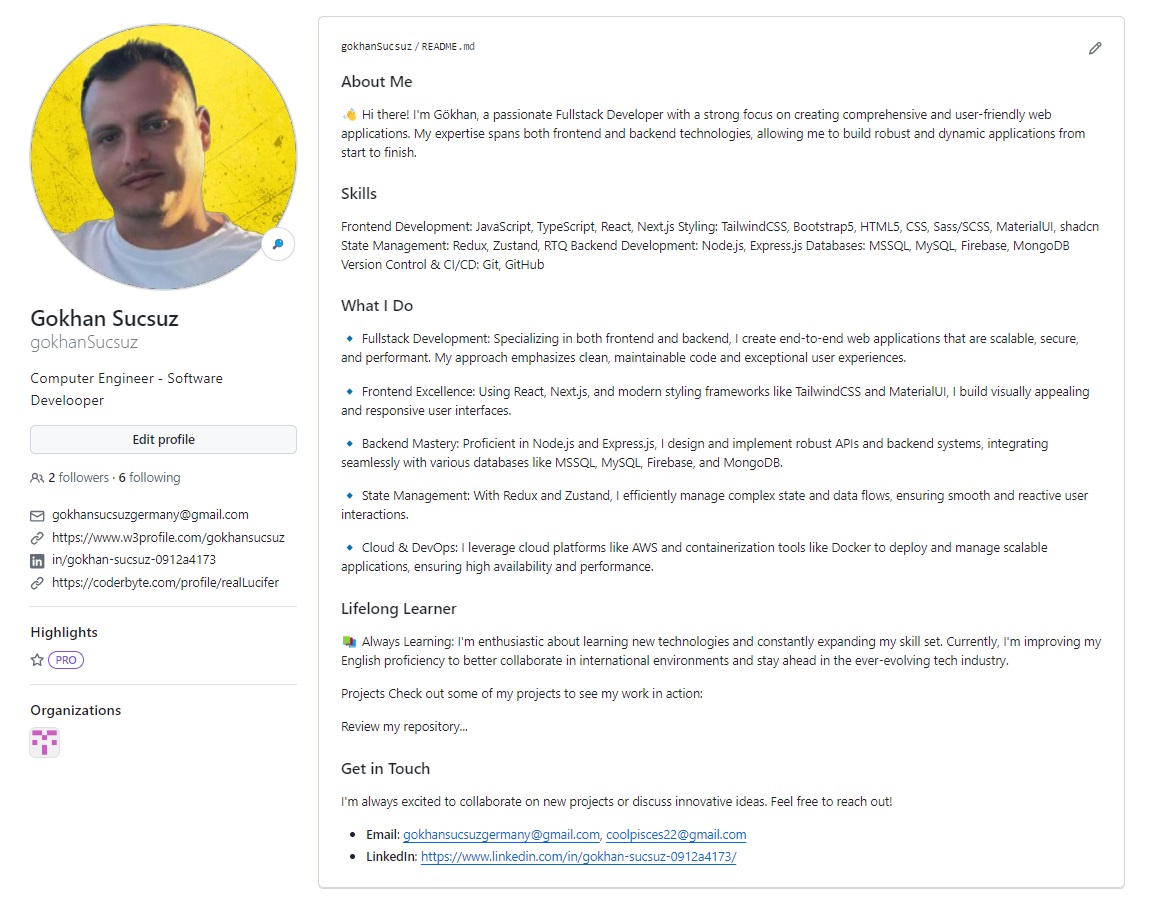 Gokhan Sucsuz
gokhanSucsuz
Computer Engineer - Software
Develooper
Edit profile
2 followers · 6 following
gokhansucsuzgermany@gmail.com
https://www.w3profile.com/gokhansucsuz
in/gokhan-sucsuz-0912a4173
https://coderbyte.com/profile/realLucifer
Highlights
PRO
Organizations
gokhanSucsuz / README.md
About Me
👋 Hi there! I'm Gökhan, a passionate Fullstack Developer with a strong focus on creating comprehensive and user-friendly web
applications. My expertise spans both frontend and backend technologies, allowing me to build robust and dynamic applications from
start to finish.
Skills
Frontend Development: JavaScript, TypeScript, React, Next.js Styling: TailwindCSS, Bootstrap5, HTML5, CSS, Sass/SCSS, MaterialUI, shadcn
State Management: Redux, Zustand, RTQ Backend Development: Node.js, Express.js Databases: MSSQL, MySQL, Firebase, MongoDB
Version Control & CI/CD: Git, GitHub
What I Do
🔹 Fullstack Development: Specializing in both frontend and backend, I create end-to-end web applications that are scalable, secure,
and performant. My approach emphasizes clean, maintainable code and exceptional user experiences.
🔹 Frontend Excellence: Using React, Next.js, and modern styling frameworks like TailwindCSS and MaterialUI, I build visually appealing
and responsive user interfaces.
🔹 Backend Mastery: Proficient in Node.js and Express.js, I design and implement robust APIs and backend systems, integrating
seamlessly with various databases like MSSQL, MySQL, Firebase, and MongoDB.
🔹 State Management: With Redux and Zustand, I efficiently manage complex state and data flows, ensuring smooth and reactive user
interactions.
🔹 Cloud & DevOps: I leverage cloud platforms like AWS and containerization tools like Docker to deploy and manage scalable
applications, ensuring high availability and performance.
Lifelong Learner
📚 Always Learning: I'm enthusiastic about learning new technologies and constantly expanding my skill set. Currently, I'm improving my
English proficiency to better collaborate in international environments and stay ahead in the ever-evolving tech industry.
Projects Check out some of my projects to see my work in action:
Review my repository...
Get in Touch
I'm always excited to collaborate on new projects or discuss innovative ideas. Feel free to reach out!
• Email: gokhansucsuzgermany@gmail.com, coolpisces22@gmail.com
• LinkedIn: https://www.linkedin.com/in/gokhan-sucsuz-0912a4173/